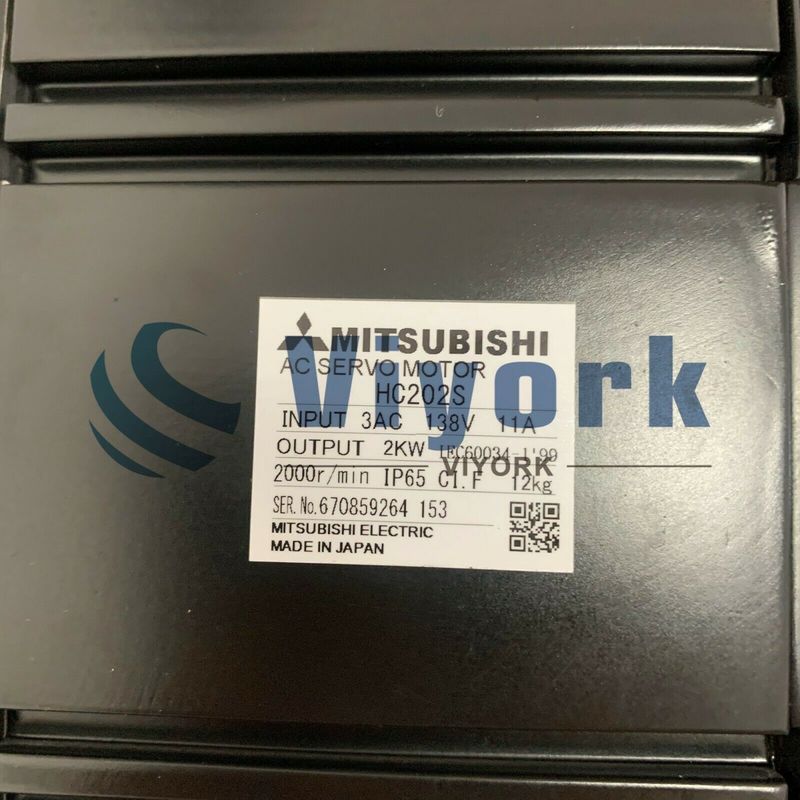 MITSUBISHI
AC SERVO MOTOR
HC202S
INPUT 3AC 138V 11A
OUTPUT 2KW IEC60034-1'99
2000r/min IP65 C1.F 12kg
SER.No.670859264 153
MITSUBISHI ELECTRIC
MADE IN JAPAN
Viyork
VIYORK